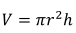 V = πr²h